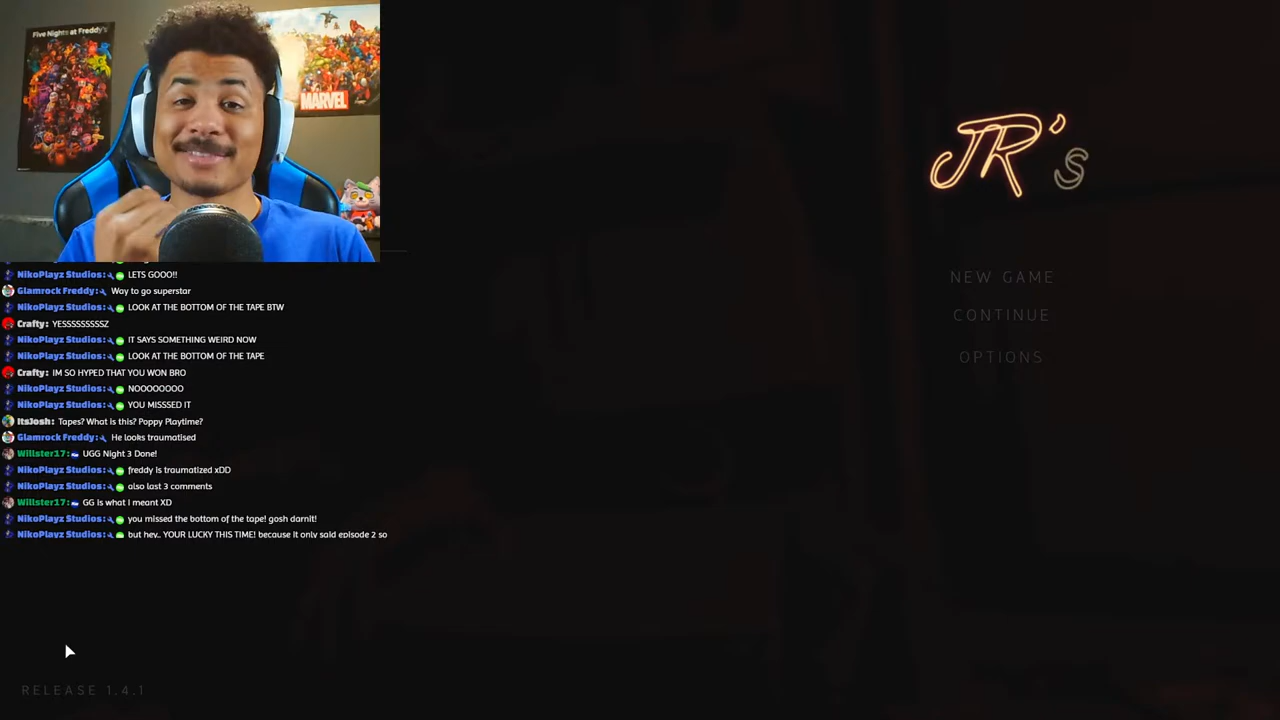 Five Nights at Freddy's
MARVEL
JR's
NEW GAME
CONTINUE
OPTIONS
NikoPlayz Studios: LETS GOOO!!
Glamrock Freddy: Way to go superstar
NikoPlayz Studios: LOOK AT THE BOTTOM OF THE TAPE BTW
Crafty: YESSSSSSSSZ
NikoPlayz Studios: IT SAYS SOMETHING WEIRD NOW
NikoPlayz Studios: LOOK AT THE BOTTOM OF THE TAPE
Crafty: IM SO HYPED THAT YOU WON BRO
NikoPlayz Studios: NOOOOOOOO
NikoPlayz Studios: YOU MISSSED IT
ItsJosh: Tapes? What is this? Poppy Playtime?
Glamrock Freddy: He looks traumatised
Willster17: UGG Night 3 Done!
NikoPlayz Studios: freddy is traumatized xDD
NikoPlayz Studios: also last 3 comments
Willster17: GG is what I meant XD
NikoPlayz Studios: you missed the bottom of the tape! gosh darnit!
NikoPlayz Studios: but hey.. YOUR LUCKY THIS TIME! because it only said episode 2 so
RELEASE 1.4.1